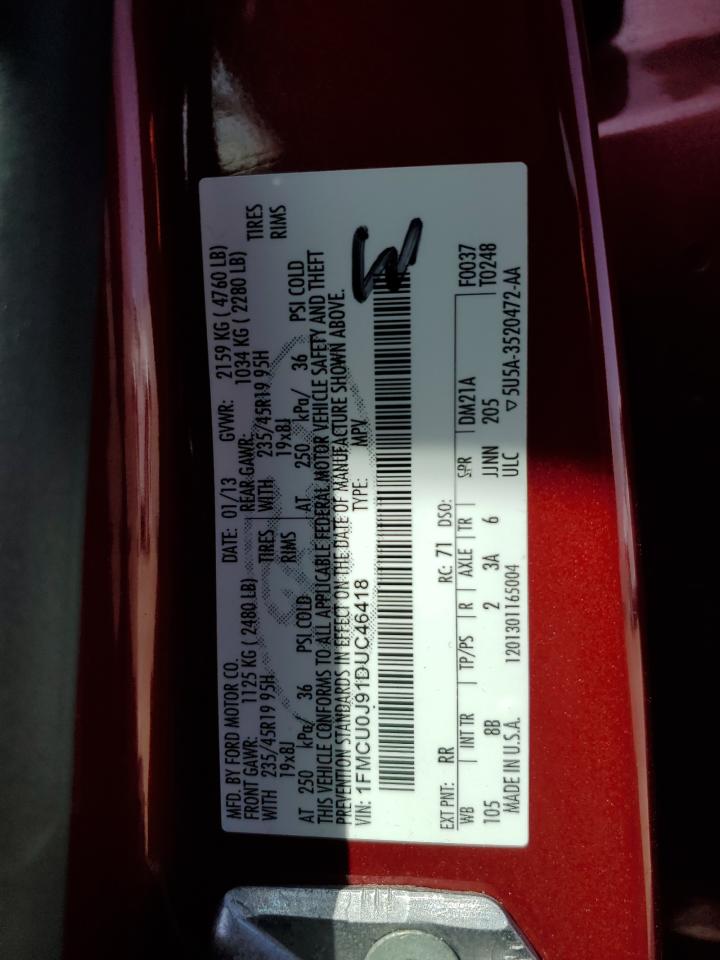 MFD. BY FORD MOTOR CO. DATE: 01/13 GVWR: 2159 KG ( 4760 LB)
FRONT GAWR: 1125 KG ( 2480 LB) REAR GAWR: 1034 KG ( 2280 LB)
WITH 235/45R19 95H TIRES WITH 235/45R19 95H TIRES
19x8J RIMS 19x8J RIMS
AT 250 kPa/ 36 PSI COLD AT 250 kPa/ 36 PSI COLD
THIS VEHICLE CONFORMS TO ALL APPLICABLE FEDERAL MOTOR VEHICLE SAFETY AND THEFT
PREVENTION STANDARDS IN EFFECT ON THE DATE OF MANUFACTURE SHOWN ABOVE.
VIN: 1FMCU0J91DUC46418 TYPE: MPV
EXT PNT: RR RC: 71 DSO: F0037
WB INT TR TP/PS R AXLE TR SPR DM21A T0248
105 8B 2 3A 6 JJNN 205
MADE IN U.S.A. 1201301165004 ULC 5U5A-3520472-AA